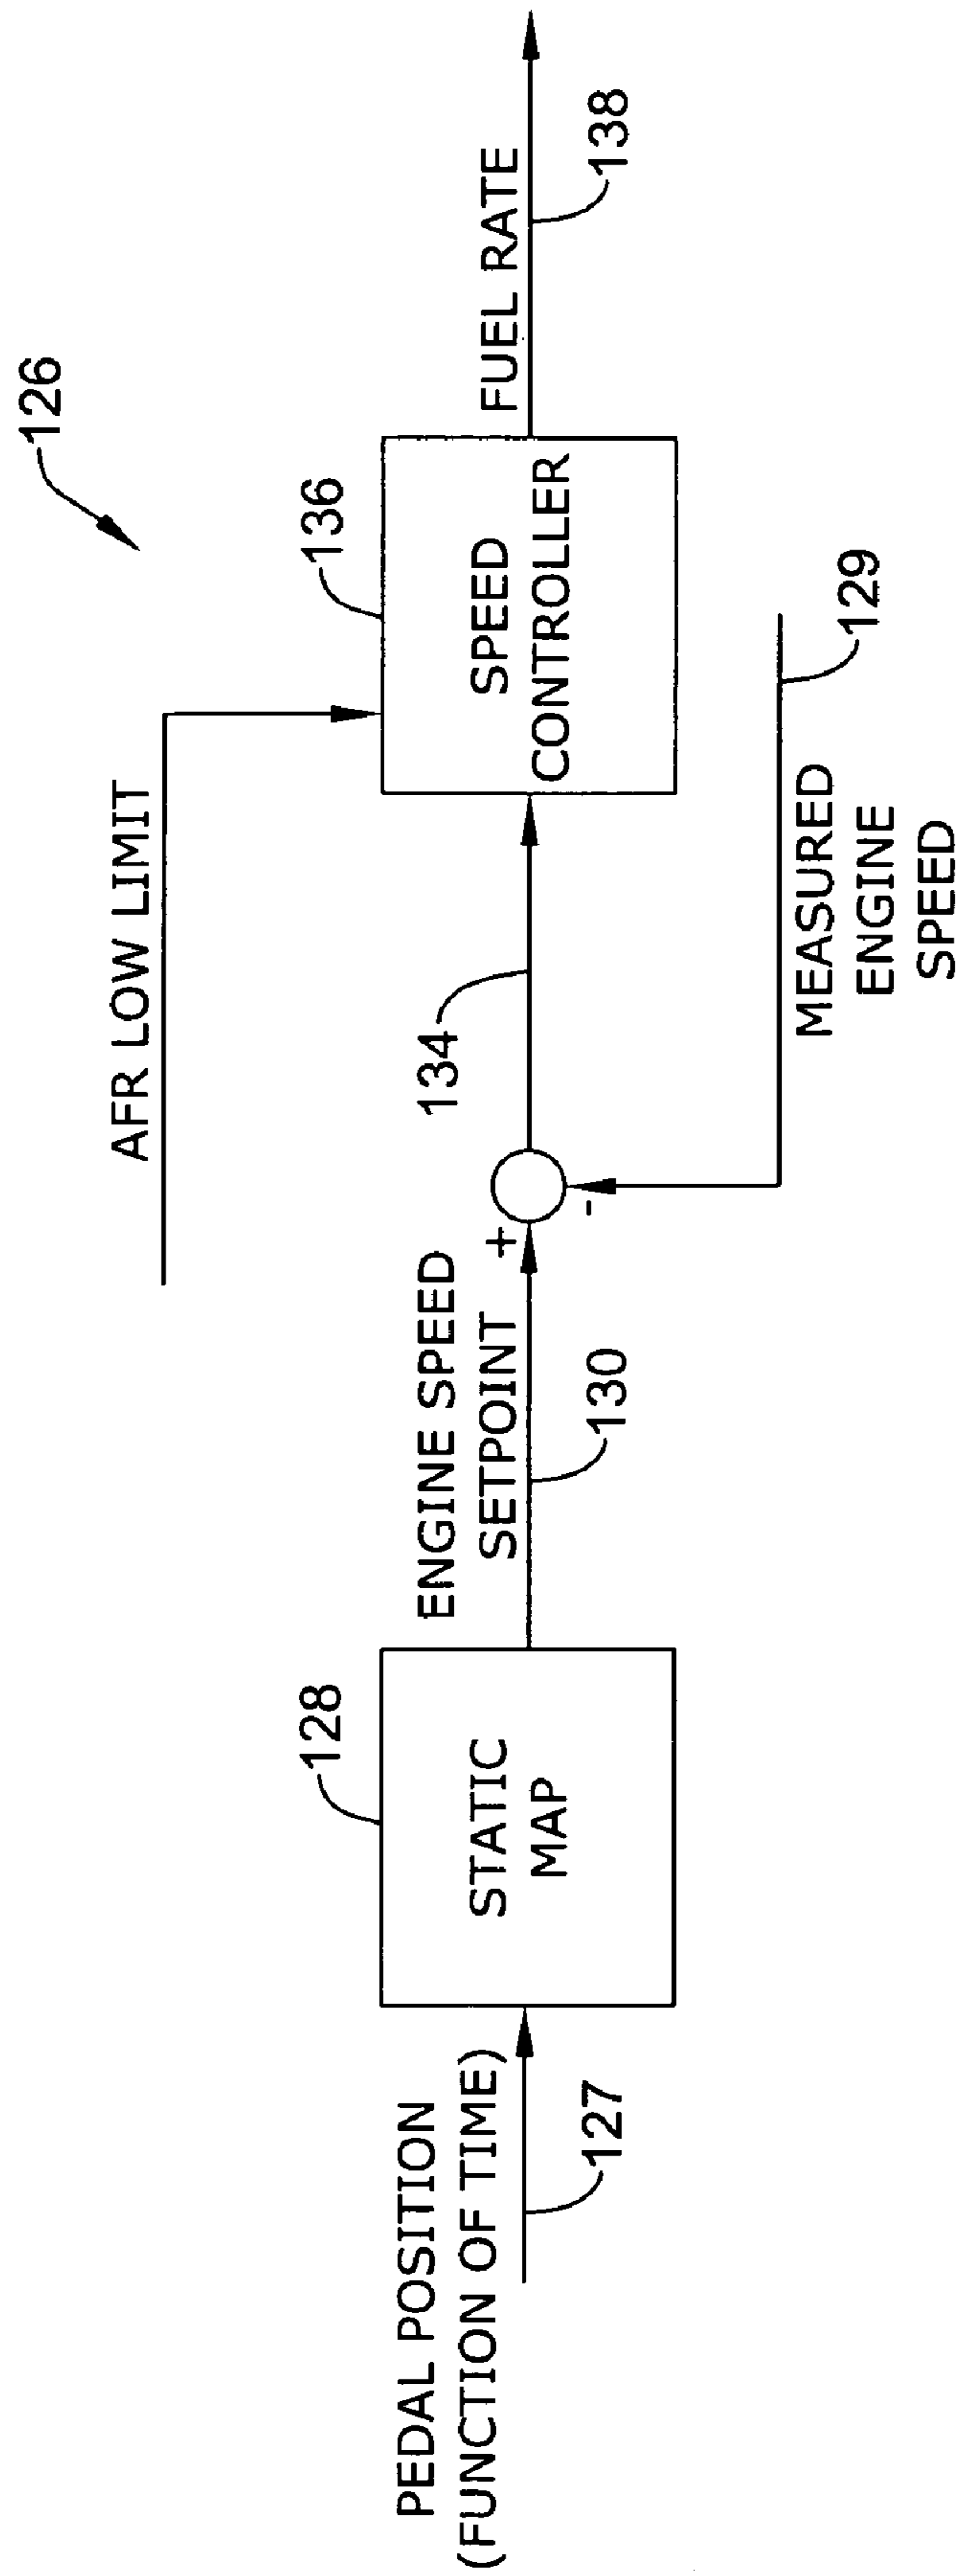 126
AFR LOW LIMIT
136
SPEED
CONTROLLER
FUEL RATE
138
128
STATIC
MAP
ENGINE SPEED
SETPOINT
+
-
130
134
PEDAL POSITION
(FUNCTION OF TIME)
127
129
MEASURED
ENGINE
SPEED